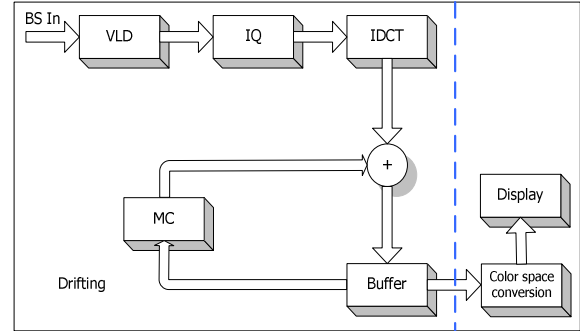 BS In
VLD
IQ
IDCT
+
MC
Display
Drifting
Buffer
Color space
conversion